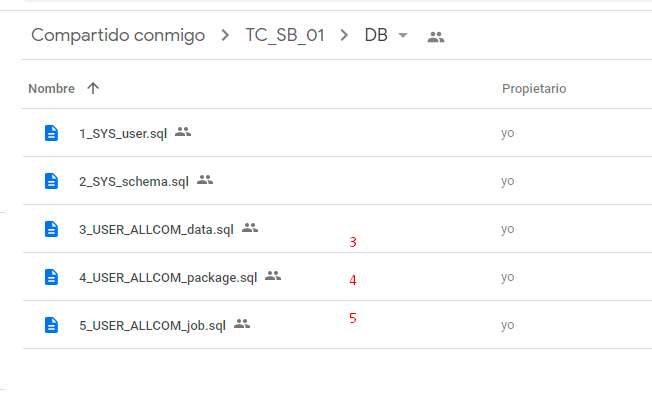 Compartido conmigo > TC_SB_01 > DB
Nombre Propietario
1_SYS_user.sql yo
2_SYS_schema.sql yo
3_USER_ALLCOM_data.sql yo
3
4_USER_ALLCOM_package.sql yo
4
5_USER_ALLCOM_job.sql yo
5